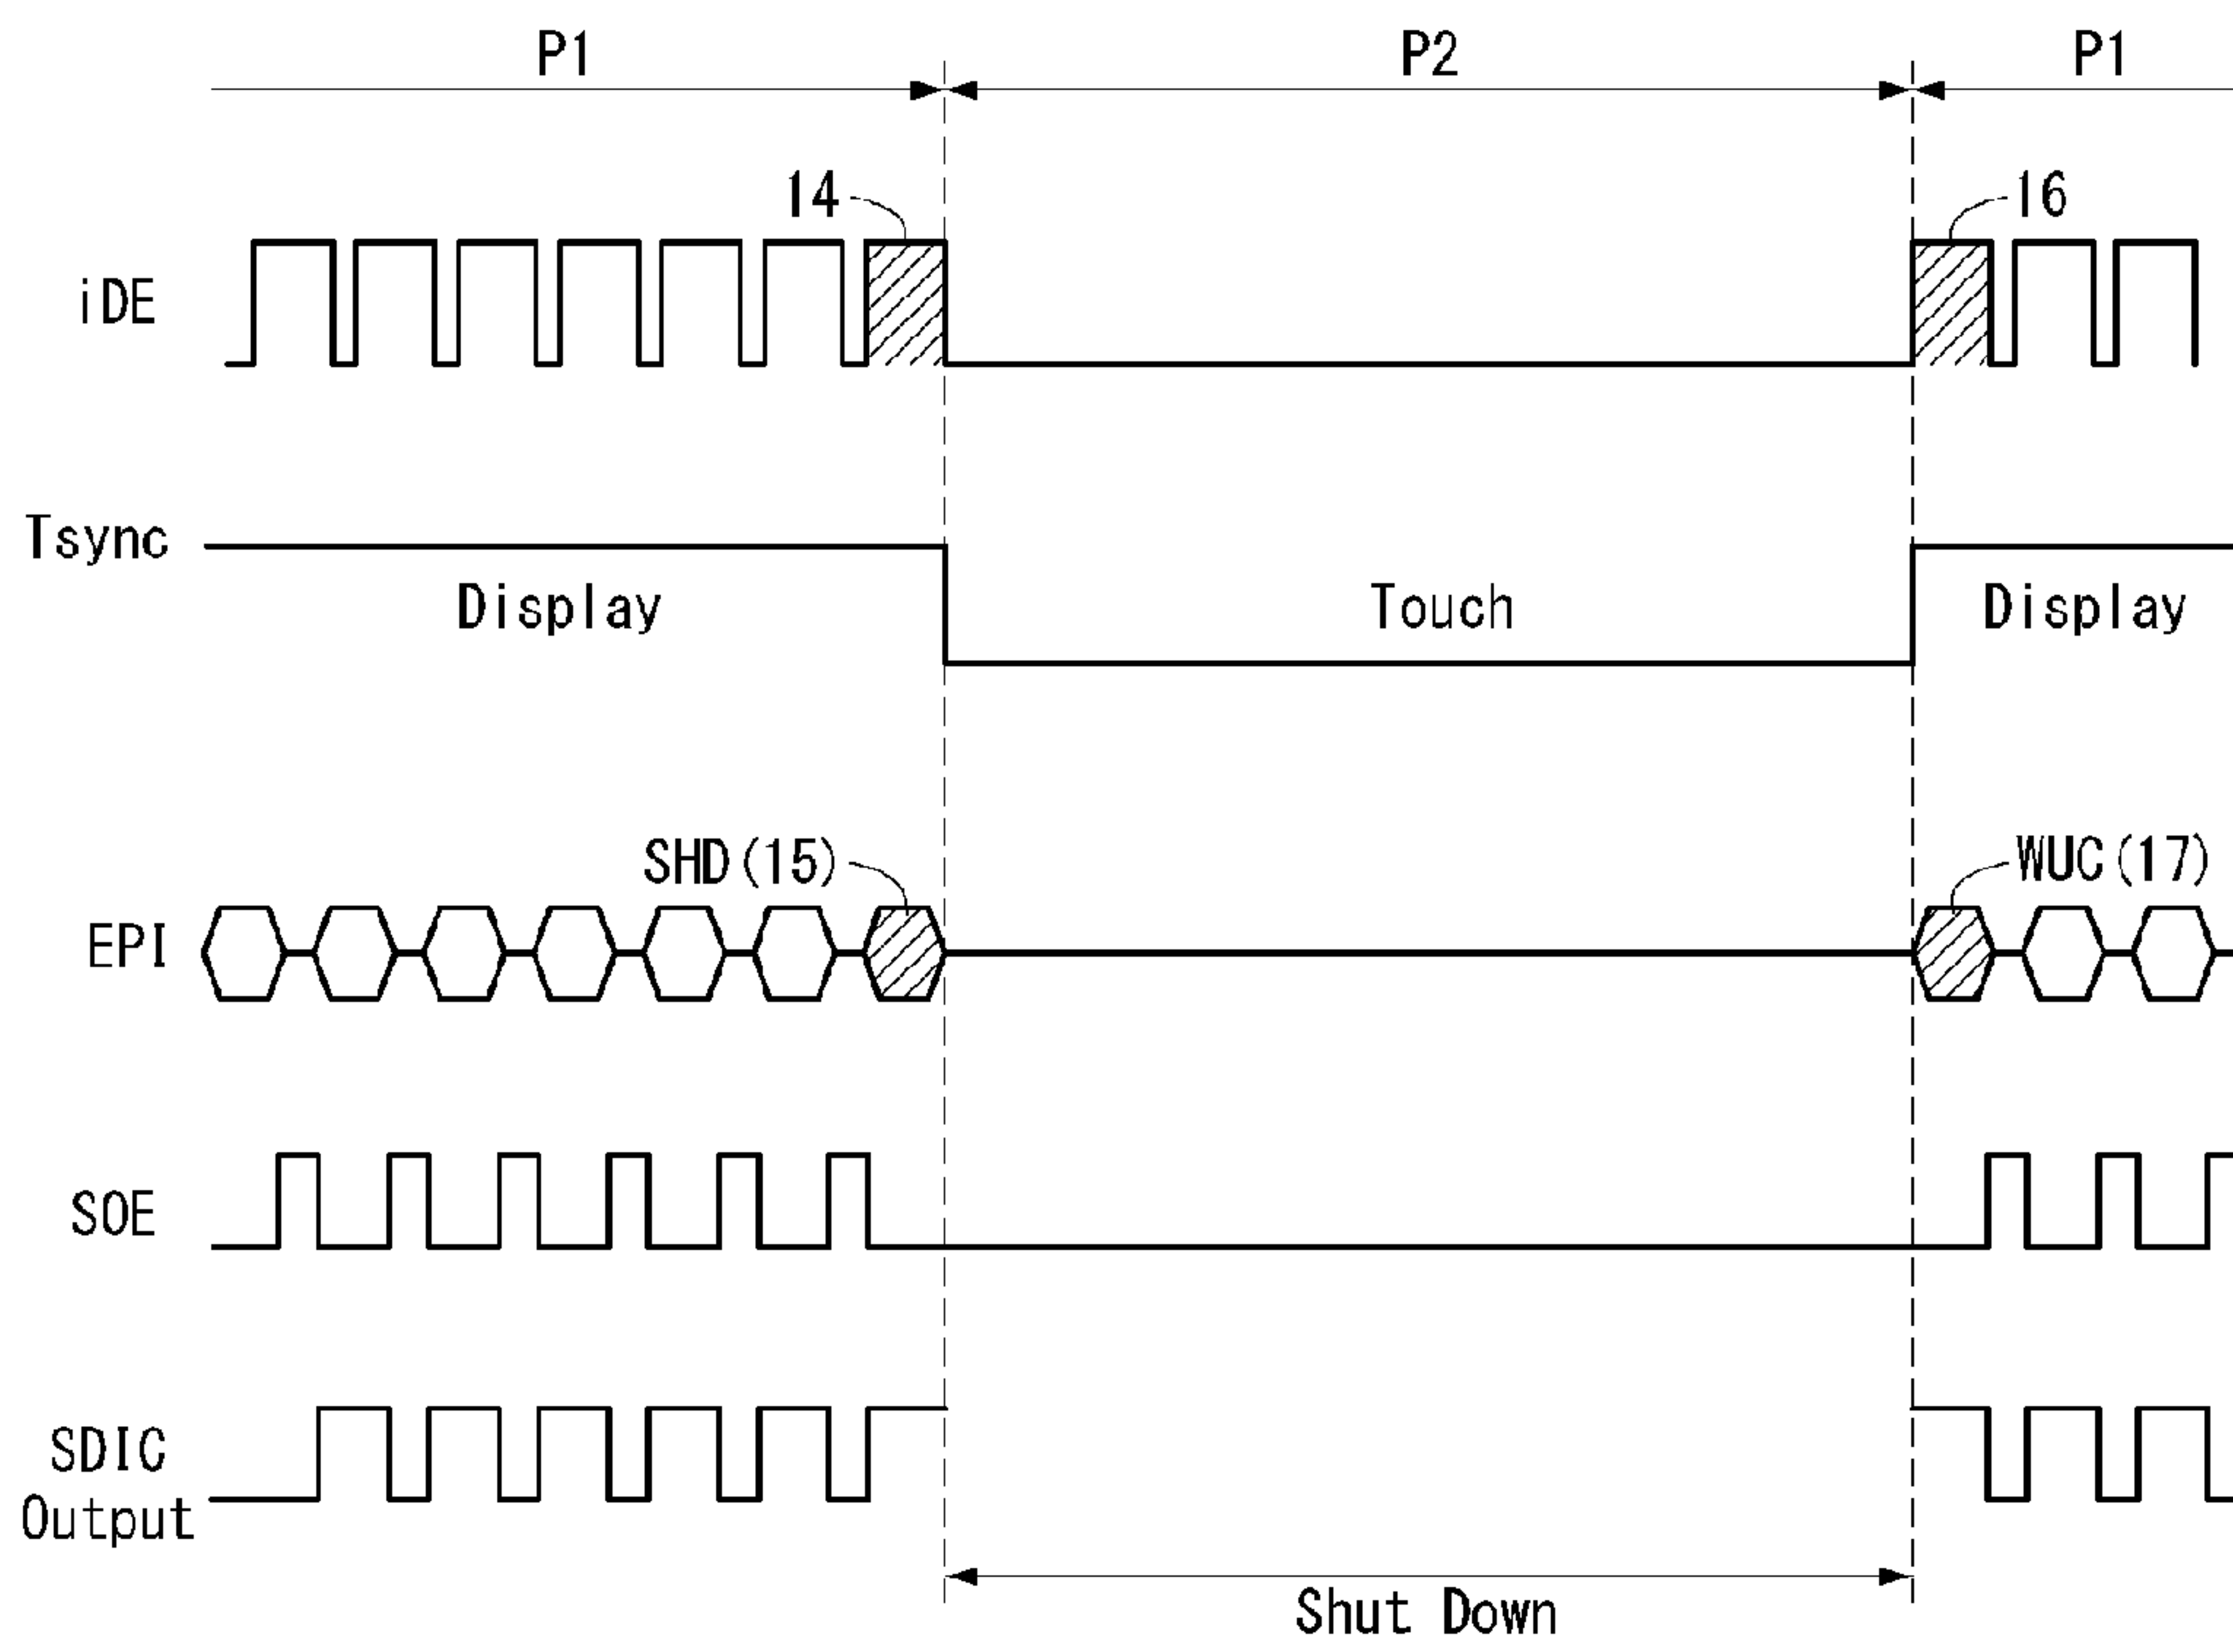 P1 P2 P1
14 16
iDE
Tsync
Display Touch Display
SHD(15) WUC(17)
EPI
SOE
SDIC
Output
Shut Down